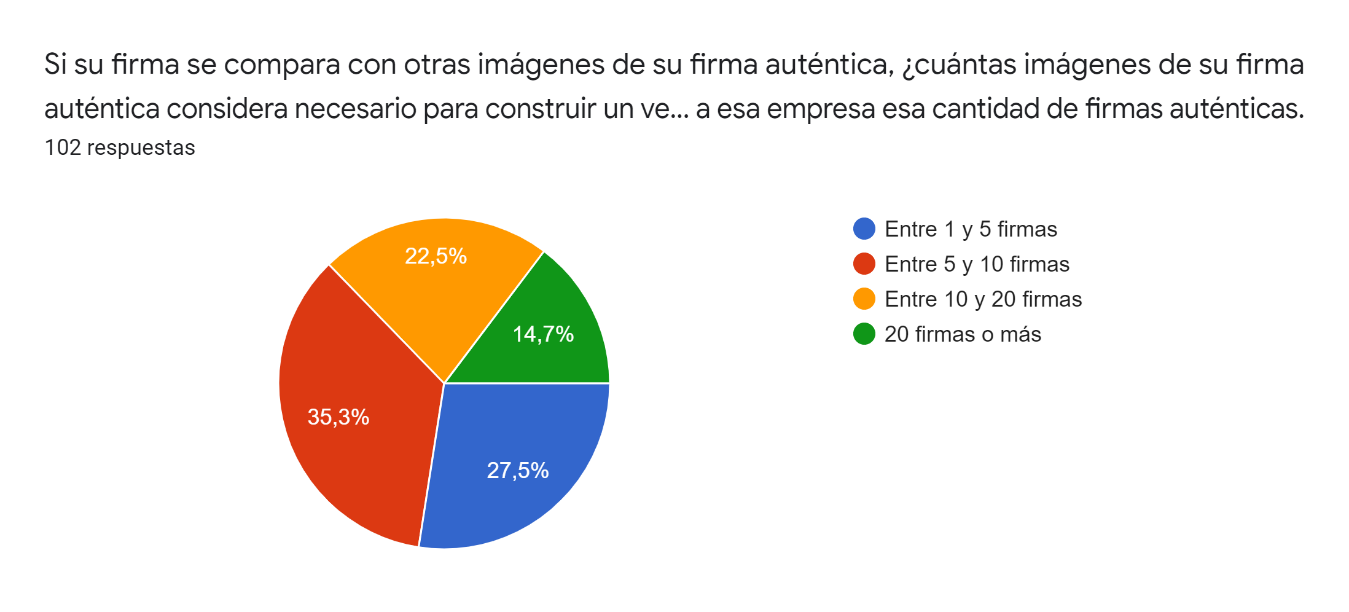 Si su firma se compara con otras imágenes de su firma auténtica, ¿cuántas imágenes de su firma
auténtica considera necesario para construir un ve... a esa empresa esa cantidad de firmas auténticas.
102 respuestas
22,5%
14,7%
35,3%
27,5%
Entre 1 y 5 firmas
Entre 5 y 10 firmas
Entre 10 y 20 firmas
20 firmas o más